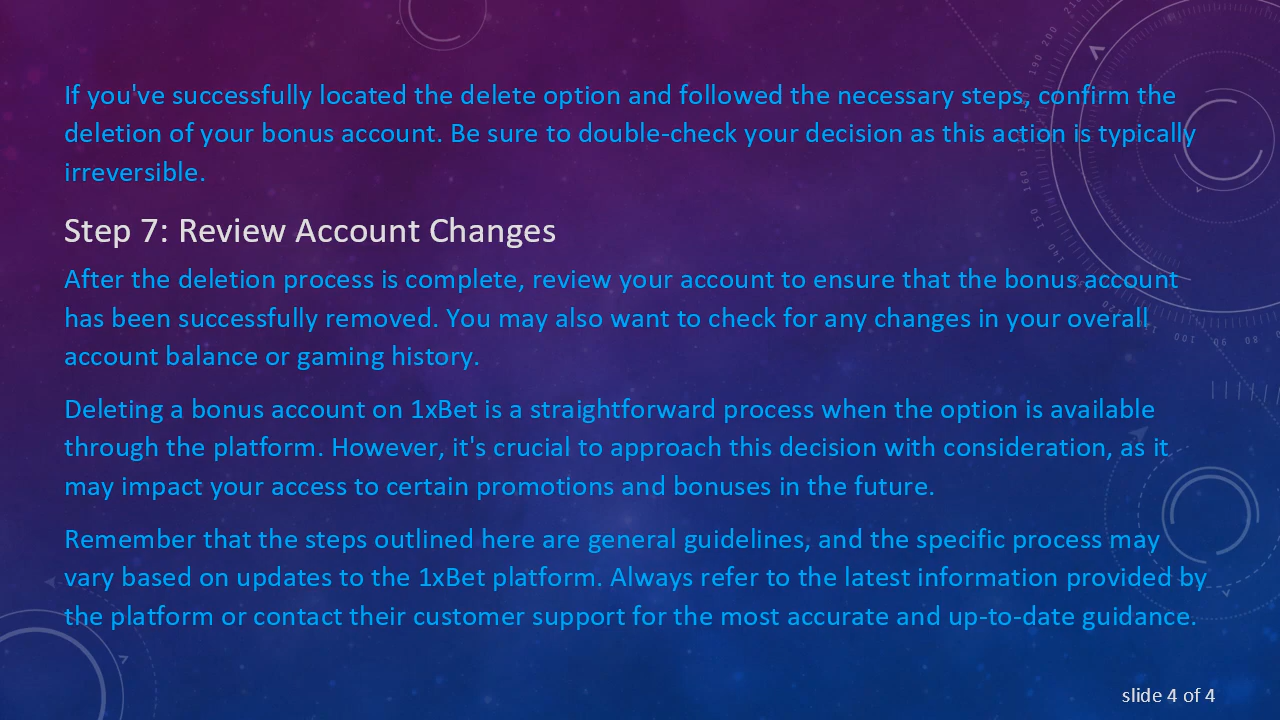 If you've successfully located the delete option and followed the necessary steps, confirm the
deletion of your bonus account. Be sure to double-check your decision as this action is typically
irreversible.
Step 7: Review Account Changes
After the deletion process is complete, review your account to ensure that the bonus account
has been successfully removed. You may also want to check for any changes in your overall
account balance or gaming history.
Deleting a bonus account on 1xBet is a straightforward process when the option is available
through the platform. However, it's crucial to approach this decision with consideration, as it
may impact your access to certain promotions and bonuses in the future.
Remember that the steps outlined here are general guidelines, and the specific process may
vary based on updates to the 1xBet platform. Always refer to the latest information provided by
the platform or contact their customer support for the most accurate and up-to-date guidance.
slide 4 of 4